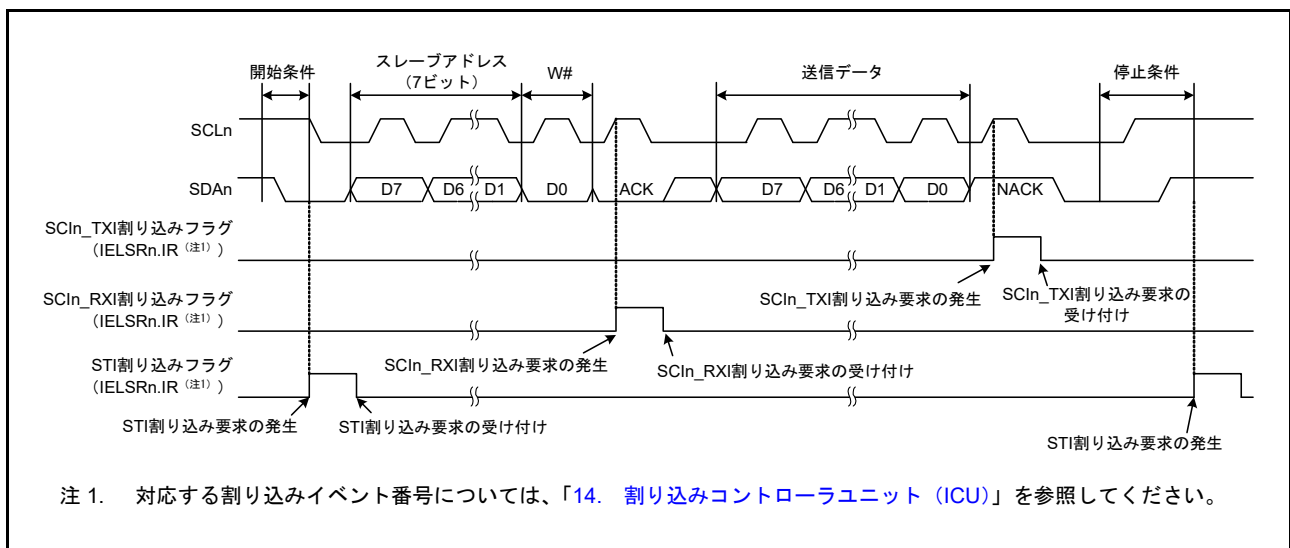 開始条件
スレーブアドレス
(7ビット)
W#
送信データ
停止条件
SCLn
SDAn
D7
D6
D1
D0
ACK
D7
D6
D1
D0
NACK
SCIn_TXI割り込みフラグ
(IELSRn.IR (注1) )
SCIn_TXI割り込み要求の発生
SCIn_TXI割り込み要求の
受け付け
SCIn_RXI割り込みフラグ
(IELSRn.IR (注1) )
SCIn_RXI割り込み要求の発生
SCIn_RXI割り込み要求の受け付け
STI割り込みフラグ
(IELSRn.IR (注1) )
STI割り込み要求の発生
STI割り込み要求の受け付け
STI割り込み要求の発生
注 1. 対応する割り込みイベント番号については、「14. 割り込みコントローラユニット（ICU）」を参照してください。